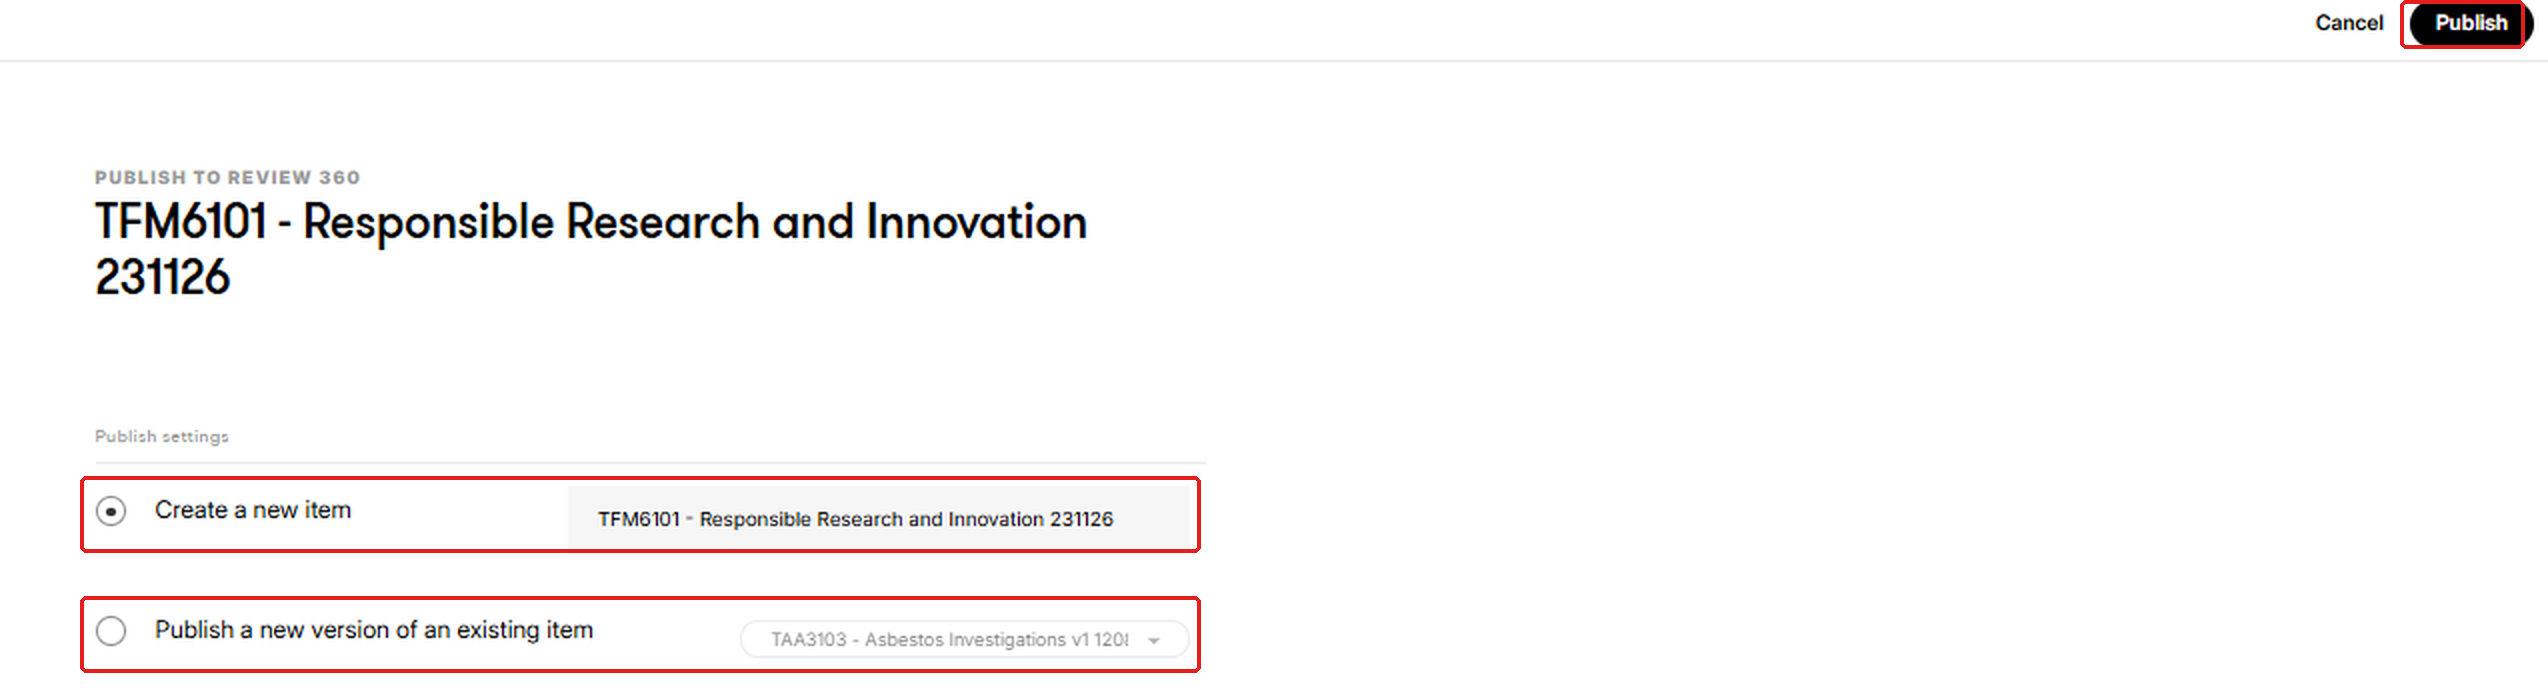 Cancel Publish
PUBLISH TO REVIEW 360
TFM6101 - Responsible Research and Innovation
231126
Publish settings
Create a new item TFM6101 - Responsible Research and Innovation 231126
Publish a new version of an existing item TAA3103 - Asbestos Investigations v1 120